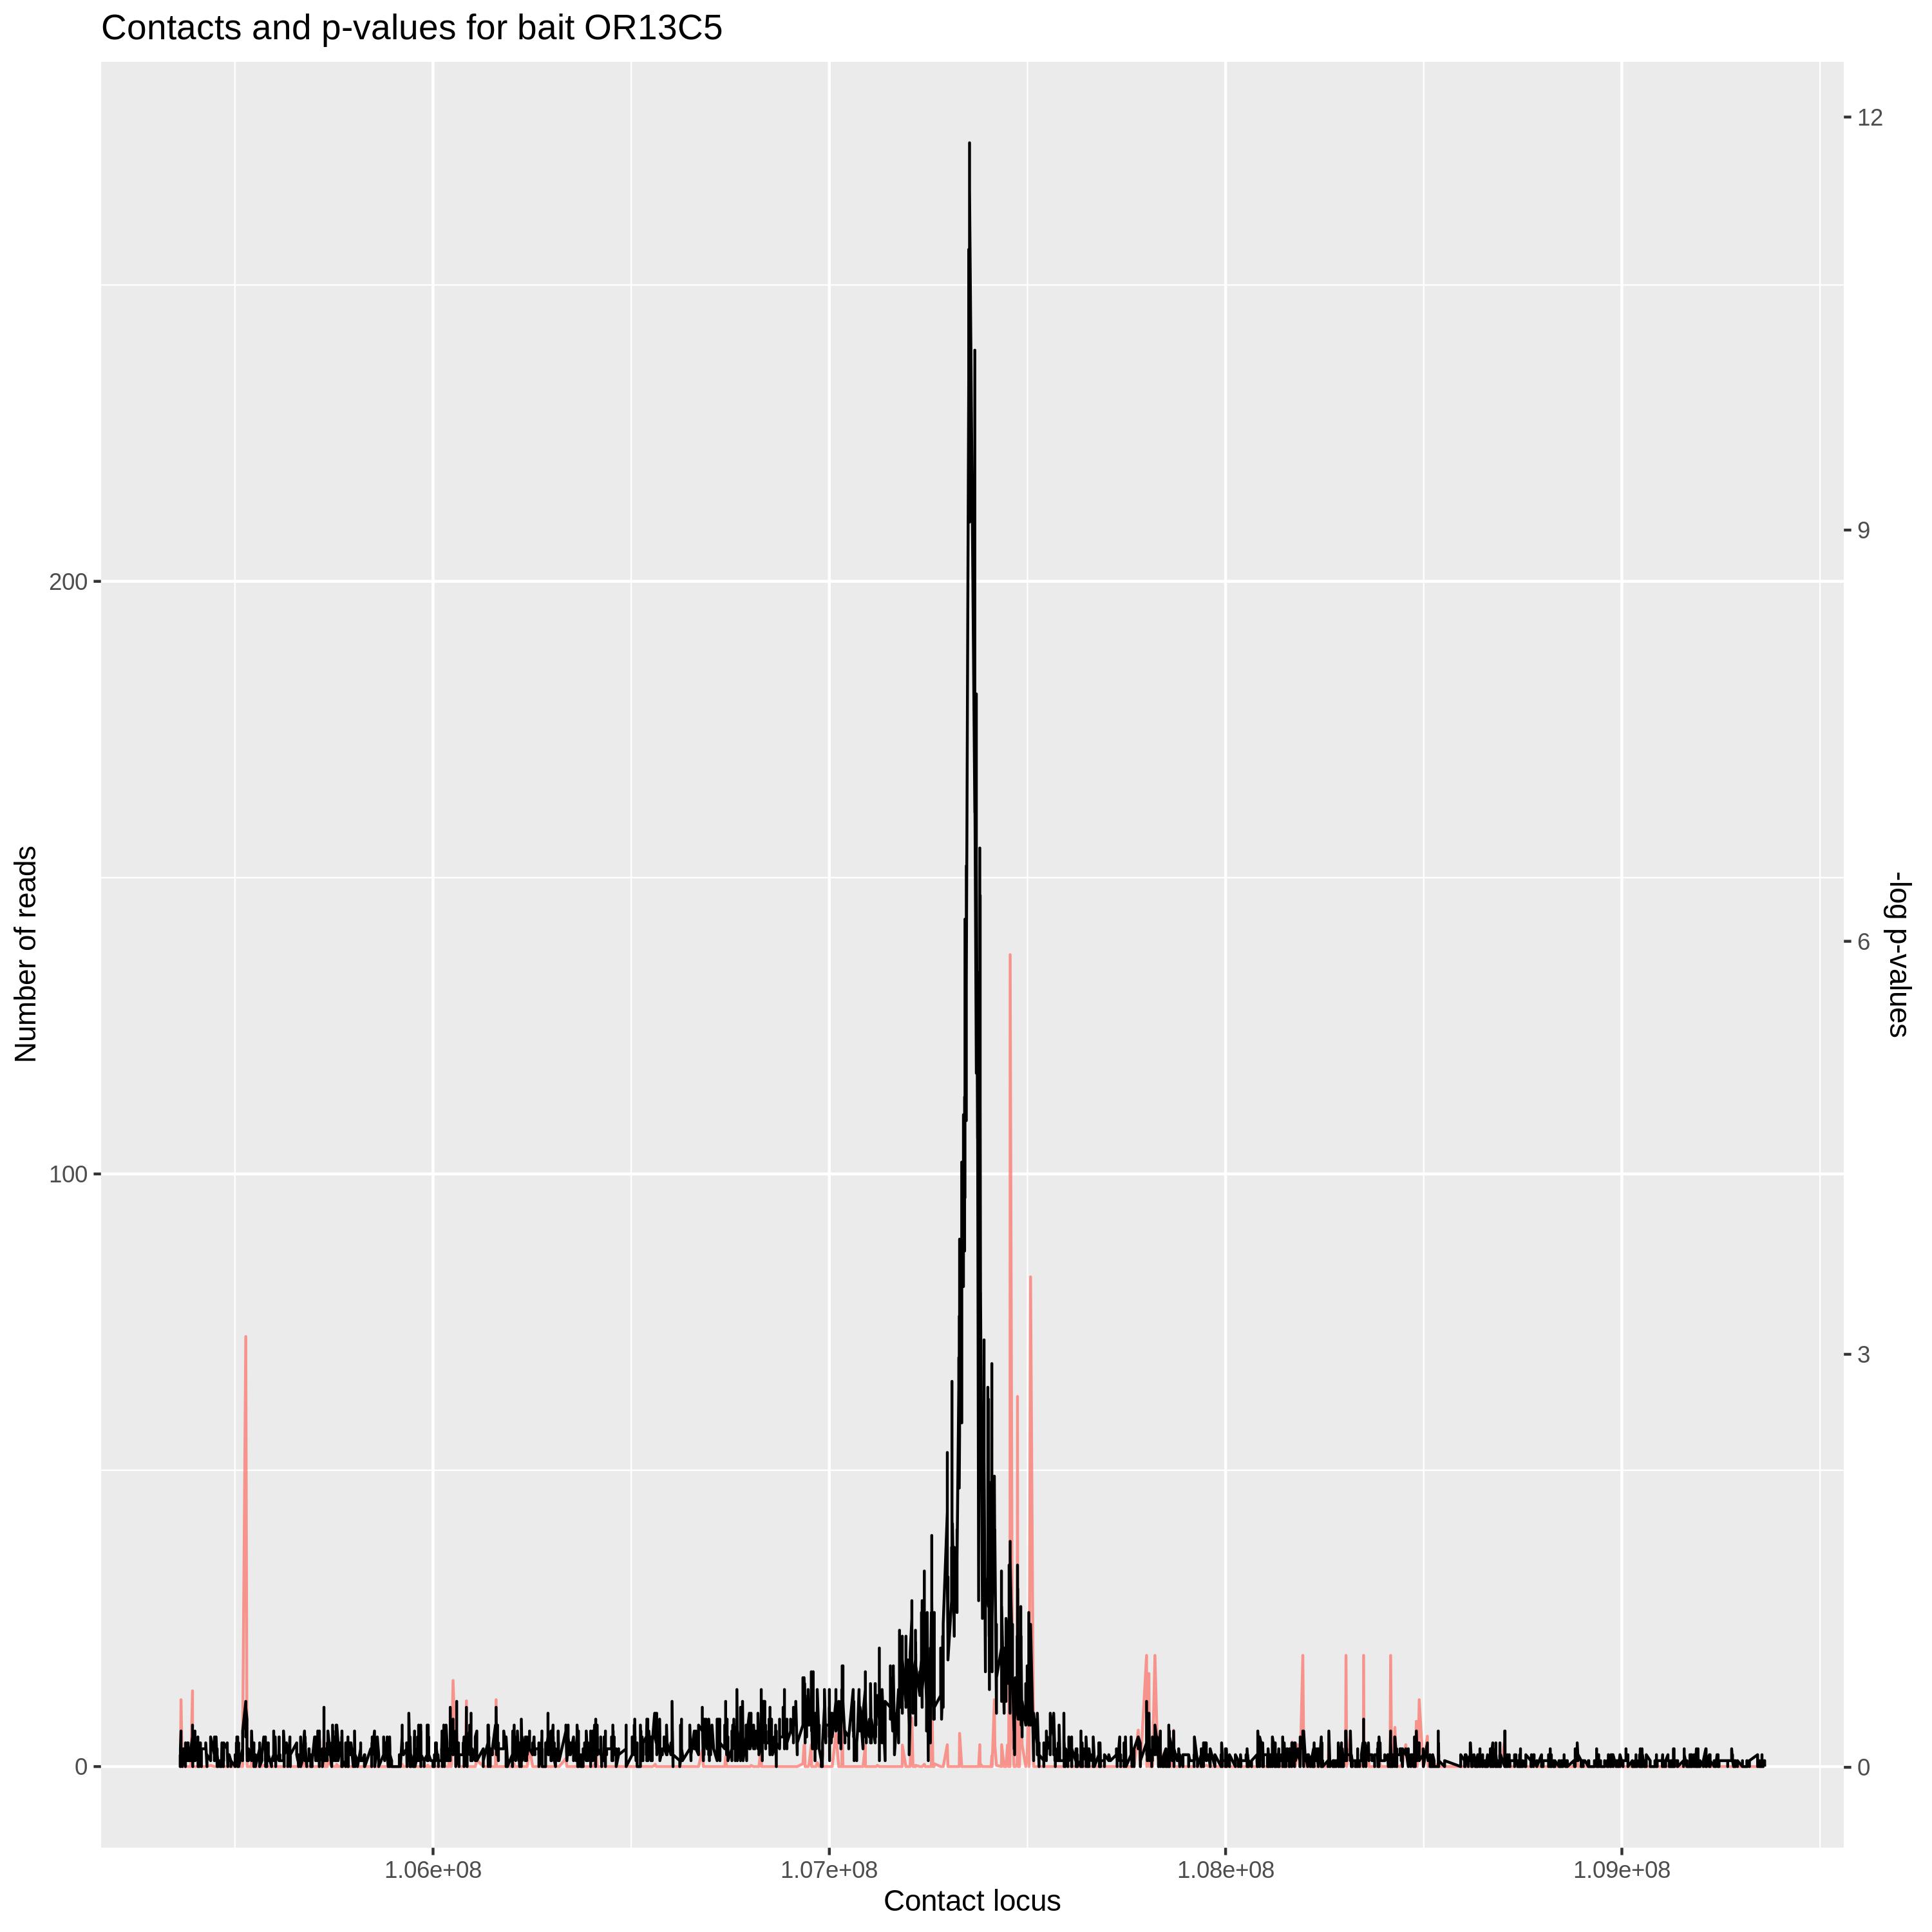 Contacts and p-values for bait OR13C5
12
9
200
Number of reads
-log p-values
6
100
3
0
0
1.06e+08
1.07e+08
1.08e+08
1.09e+08
Contact locus